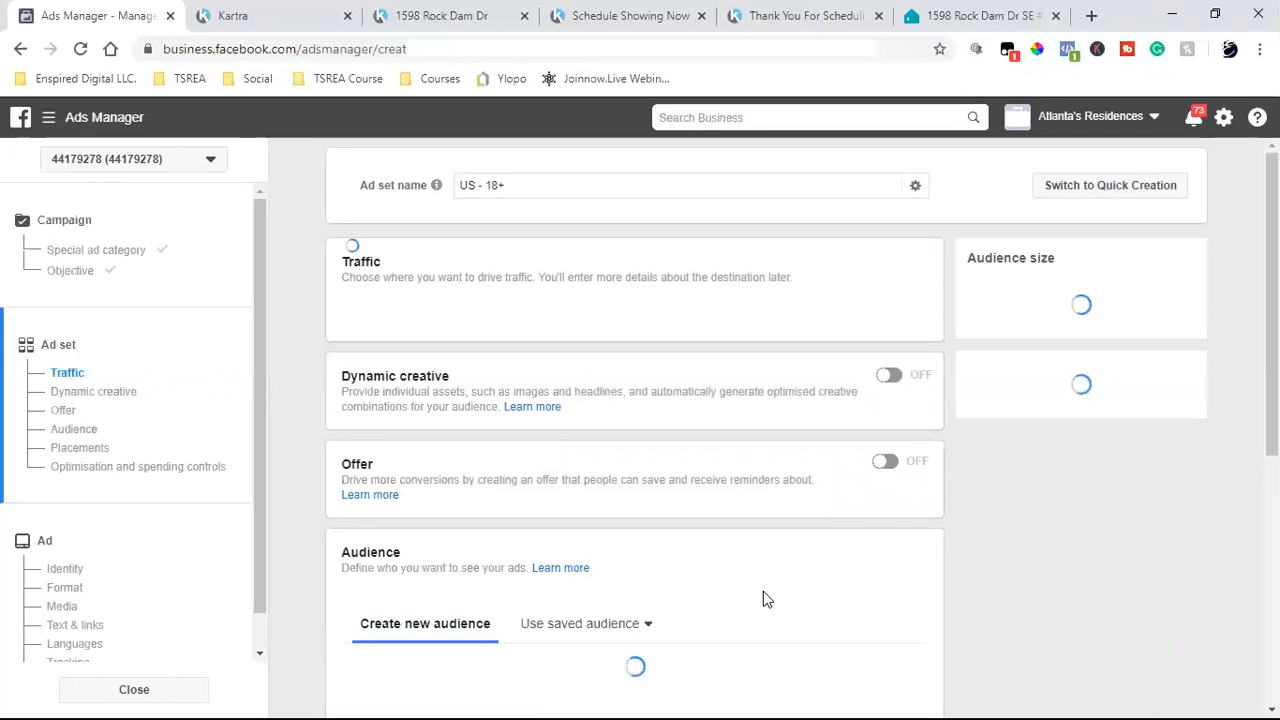 Ads Manager - Manage
Kartra
1598 Rock Dam Dr
Schedule Showing Now
Thank You For Scheduli
1598 Rock Dam Dr SE #
business.facebook.com/adsmanager/creat
1
1
Enspired Digital LLC.
TSREA
Social
TSREA Course
Courses
Ylopo
Joinnow.Live Webin...
Ads Manager
Search Business
Atlanta's Residences
73
44179278 (44179278)
Ad set name
US - 18+
Switch to Quick Creation
Campaign
Special ad category
Objective
Ad set
Traffic
Dynamic creative
Offer
Audience
Placements
Optimisation and spending controls
Ad
Identity
Format
Media
Text & links
Languages
Tracking
Close
Traffic
Choose where you want to drive traffic. You'll enter more details about the destination later.
Dynamic creative
OFF
Provide individual assets, such as images and headlines, and automatically generate optimised creative
combinations for your audience. Learn more
Offer
OFF
Drive more conversions by creating an offer that people can save and receive reminders about.
Learn more
Audience
Define who you want to see your ads. Learn more
Create new audience
Use saved audience
Audience size